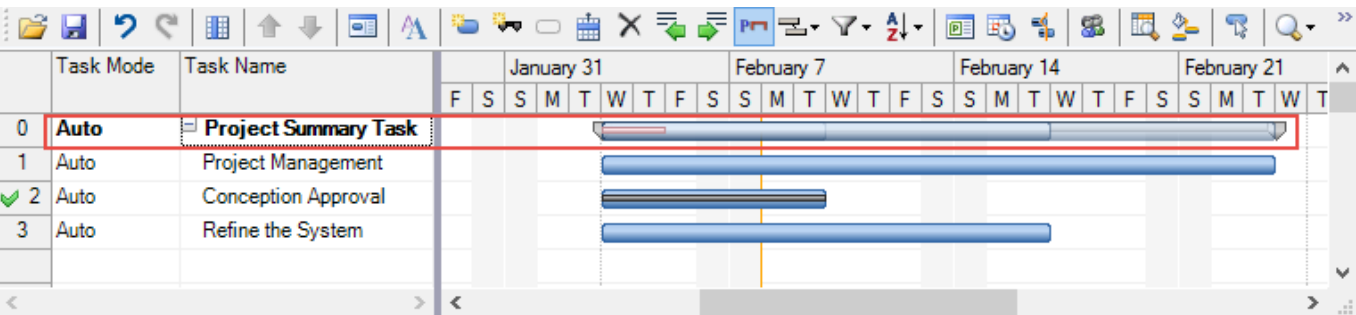 Task Mode Task Name January 31 February 7 February 14 February 21
F S S M T W T F S S M T W T F S S M T W T F S S M T W T
0 Auto Project Summary Task
1 Auto Project Management
2 Auto Conception Approval
3 Auto Refine the System